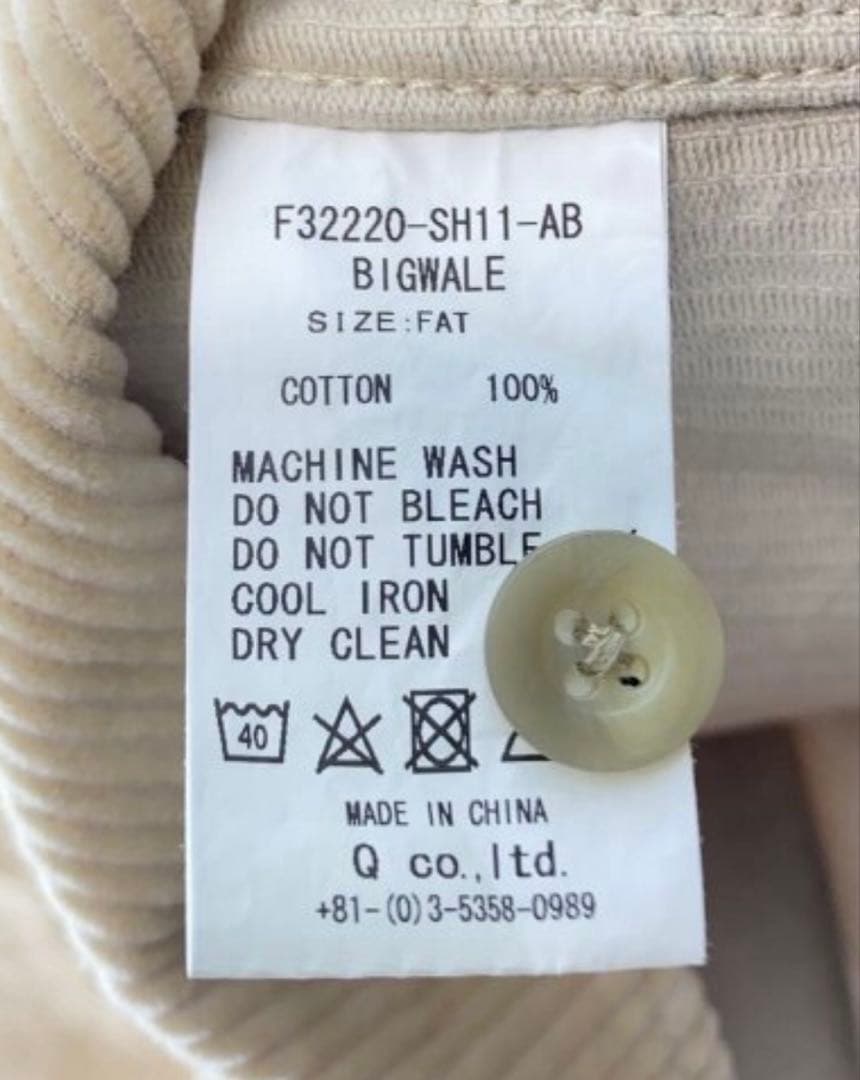 F32220-SH11-AB
BIGWALE
SIZE:FAT
COTTON 100%
MACHINE WASH
DO NOT BLEACH
DO NOT TUMBLE
COOL IRON
DRY CLEAN
40
MADE IN CHINA
Q co.,ltd.
+81-(0)3-5358-0989